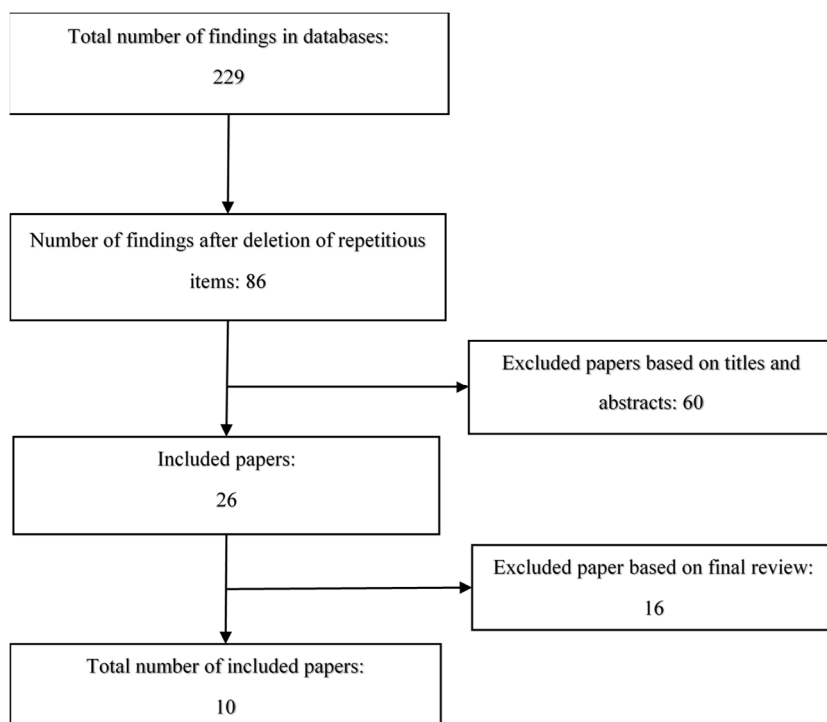 Total number of findings in databases:
229
Number of findings after deletion of repetitious
items: 86
Excluded papers based on titles and
abstracts: 60
Included papers:
26
Excluded paper based on final review:
16
Total number of included papers:
10